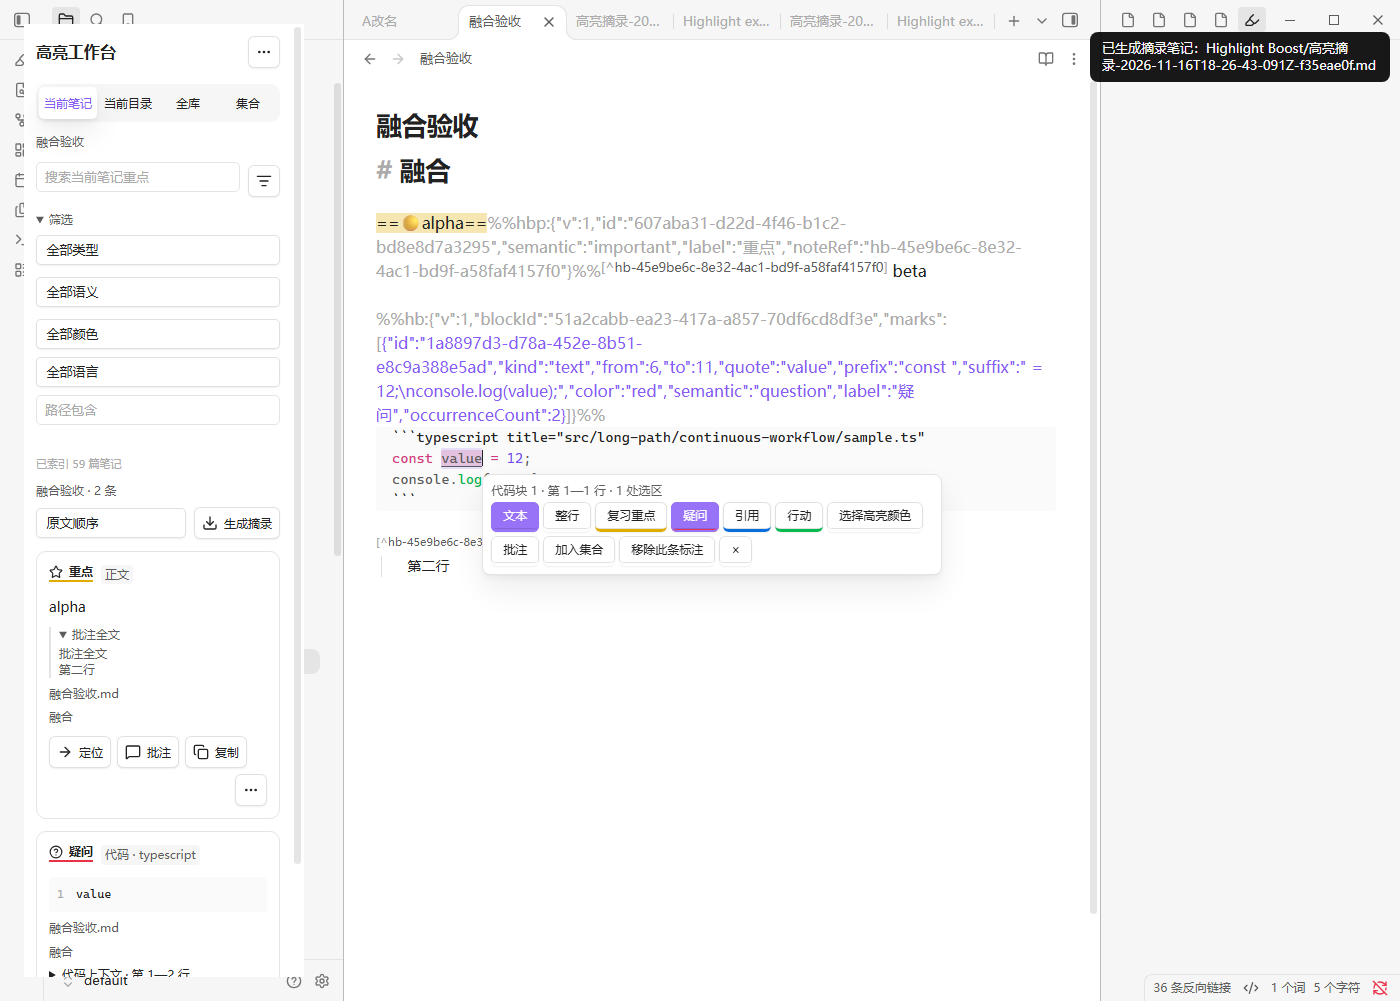 A改名
融合验收
高亮摘录-20...
Highlight ex...
高亮摘录-20...
Highlight ex...
已生成摘录笔记：Highlight Boost/高亮摘
录-2026-11-16T18-26-43-091Z-f35eae0f.md
高亮工作台
当前笔记 当前目录 全库 集合
融合验收
搜索当前笔记重点
▼ 筛选
全部类型
全部语义
全部颜色
全部语言
路径包含
已索引 59 篇笔记
融合验收 · 2 条
原文顺序 生成摘录
重点 正文
alpha
▼ 批注全文
批注全文
第二行
融合验收.md
融合
定位 批注 复制
疑问 代码 · typescript
1 value
融合验收.md
融合
▶ 代码上下文 · 第 1—2 行
default
融合验收
融合验收
# 融合
==🟡alpha==%%hbp:{"v":1,"id":"607aba31-d22d-4f46-b1c2-
bd8e8d7a3295","semantic":"important","label":"重点","noteRef":"hb-45e9be6c-8e32-
4ac1-bd9f-a58faf4157f0"}%%[^hb-45e9be6c-8e32-4ac1-bd9f-a58faf4157f0] beta
%%hb:{"v":1,"blockId":"51a2cabb-ea23-417a-a857-70df6cd8df3e","marks":
[{"id":"1a8897d3-d78a-452e-8b51-
e8c9a388e5ad","kind":"text","from":6,"to":11,"quote":"value","prefix":"const ","suffix":" =
12;\nconsole.log(value);","color":"red","semantic":"question","label":"疑
问","occurrenceCount":2}]}%%
```typescript title="src/long-path/continuous-workflow/sample.ts"
const value = 12;
console.log
```
代码块 1 · 第 1—1 行 · 1 处选区
文本 整行 复习重点 疑问 引用 行动 选择高亮颜色
批注 加入集合 移除此条标注 ×
[^hb-45e9be6c-8e3
第二行
36 条反向链接 </> 1 个词 5 个字符